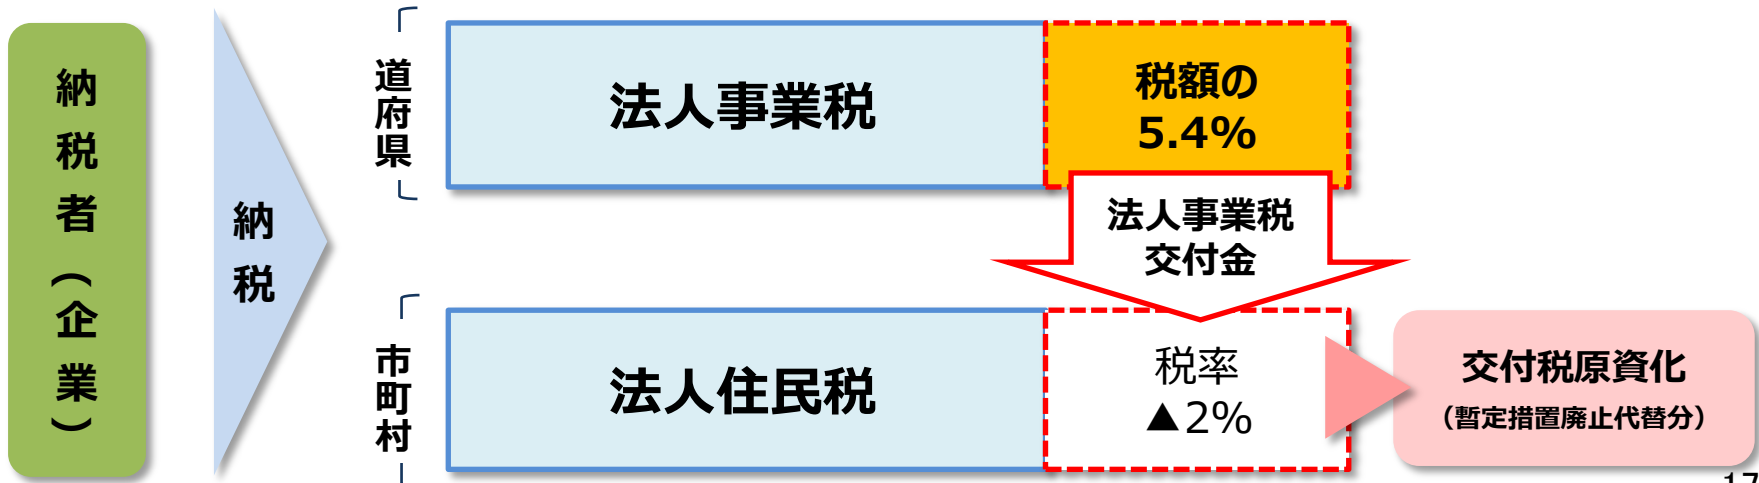 納税者（企業）
納税
道府県
法人事業税
税額の
5.4%
法人事業税
交付金
市町村
法人住民税
税率
▲2%
交付税原資化
（暫定措置廃止代替分）
17